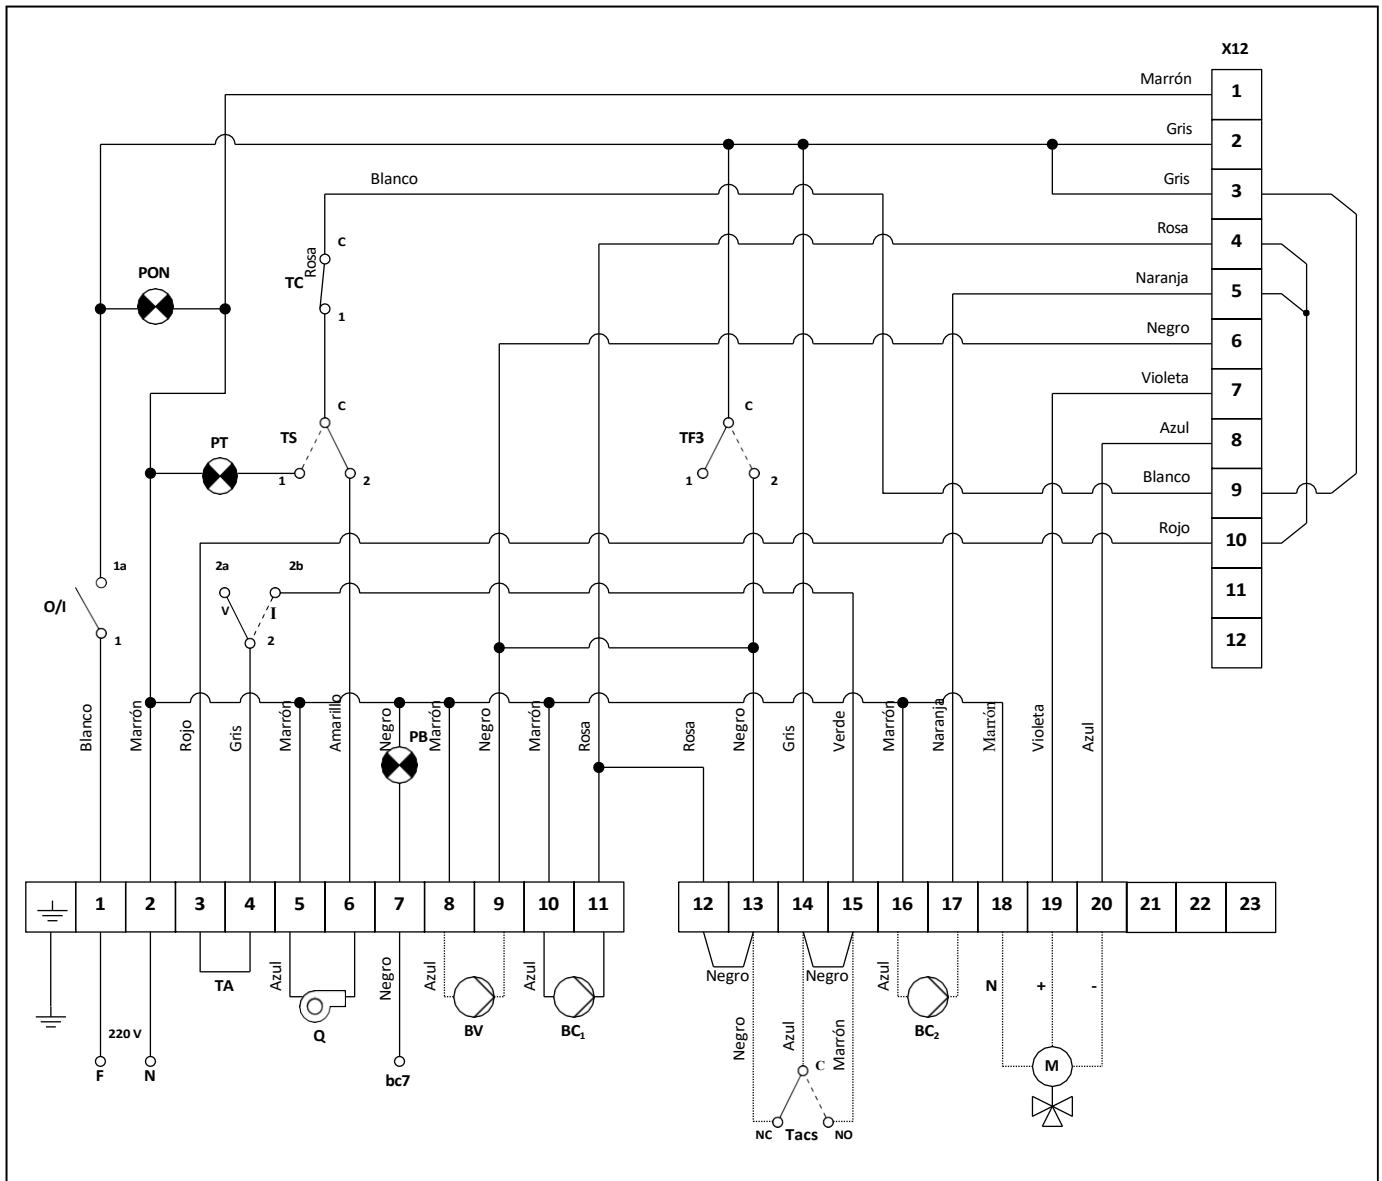 X12
Marrón
1
Gris
2
Blanco
Gris
3
Rosa
4
C
Rosa
TC
PON
Naranja
5
1
Negro
6
Violeta
7
C
C
PT
TS
TF3
Azul
8
1
2
1
2
Blanco
9
Rojo
10
1a
2a
2b
11
O/I
V
I
1
2
12
Blanco
Marrón
Rojo
Gris
Marrón
Amarillo
Negro
PB
Marrón
Negro
Marrón
Rosa
Rosa
Negro
Gris
Verde
Marrón
Naranja
Marrón
Violeta
Azul
1 2 3 4 5 6 7 8 9 10 11 12 13 14 15 16 17 18 19 20 21 22 23
TA
Azul
Q
Negro
Azul
BV
Azul
BC1
Negro
Negro
Azul
BC2
N
+
-
220 V
F
N
bc7
Negro
Azul
Marrón
C
M
NC
Tacs
NO